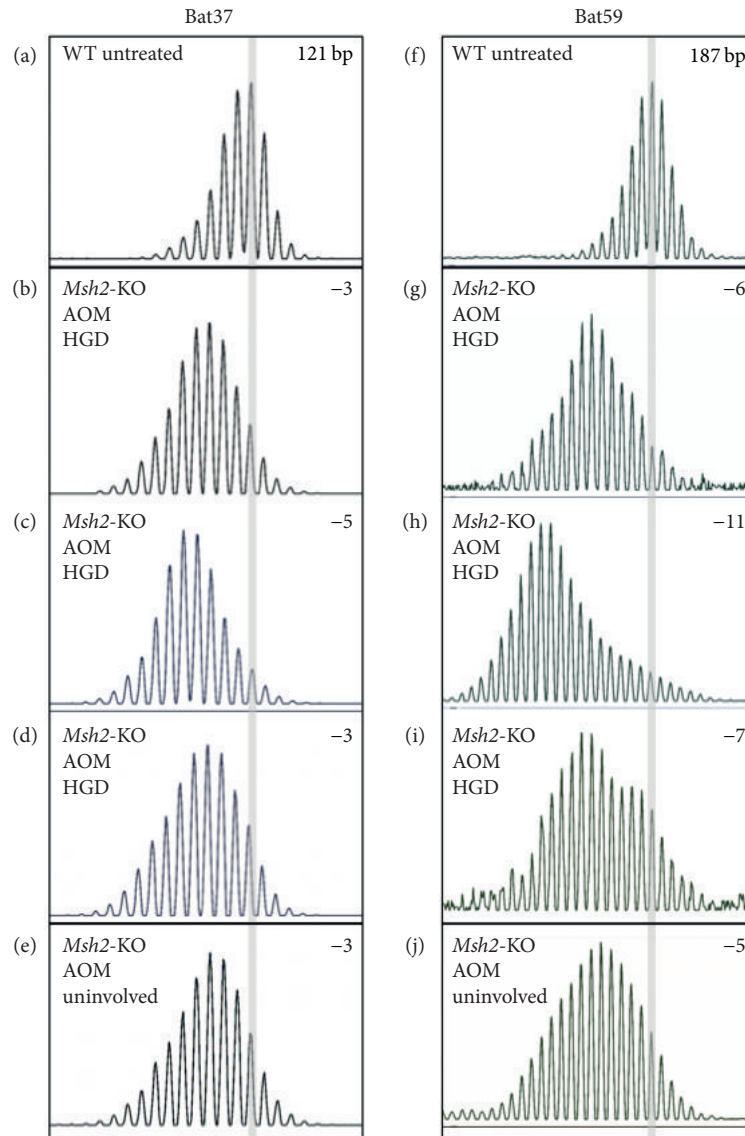 Bat37
(a) WT untreated 121 bp
(b) Msh2-KO −3
AOM
HGD
(c) Msh2-KO −5
AOM
HGD
(d) Msh2-KO −3
AOM
HGD
(e) Msh2-KO −3
AOM
uninvolved
Bat59
(f) WT untreated 187 bp
(g) Msh2-KO −6
AOM
HGD
(h) Msh2-KO −11
AOM
HGD
(i) Msh2-KO −7
AOM
HGD
(j) Msh2-KO −5
AOM
uninvolved